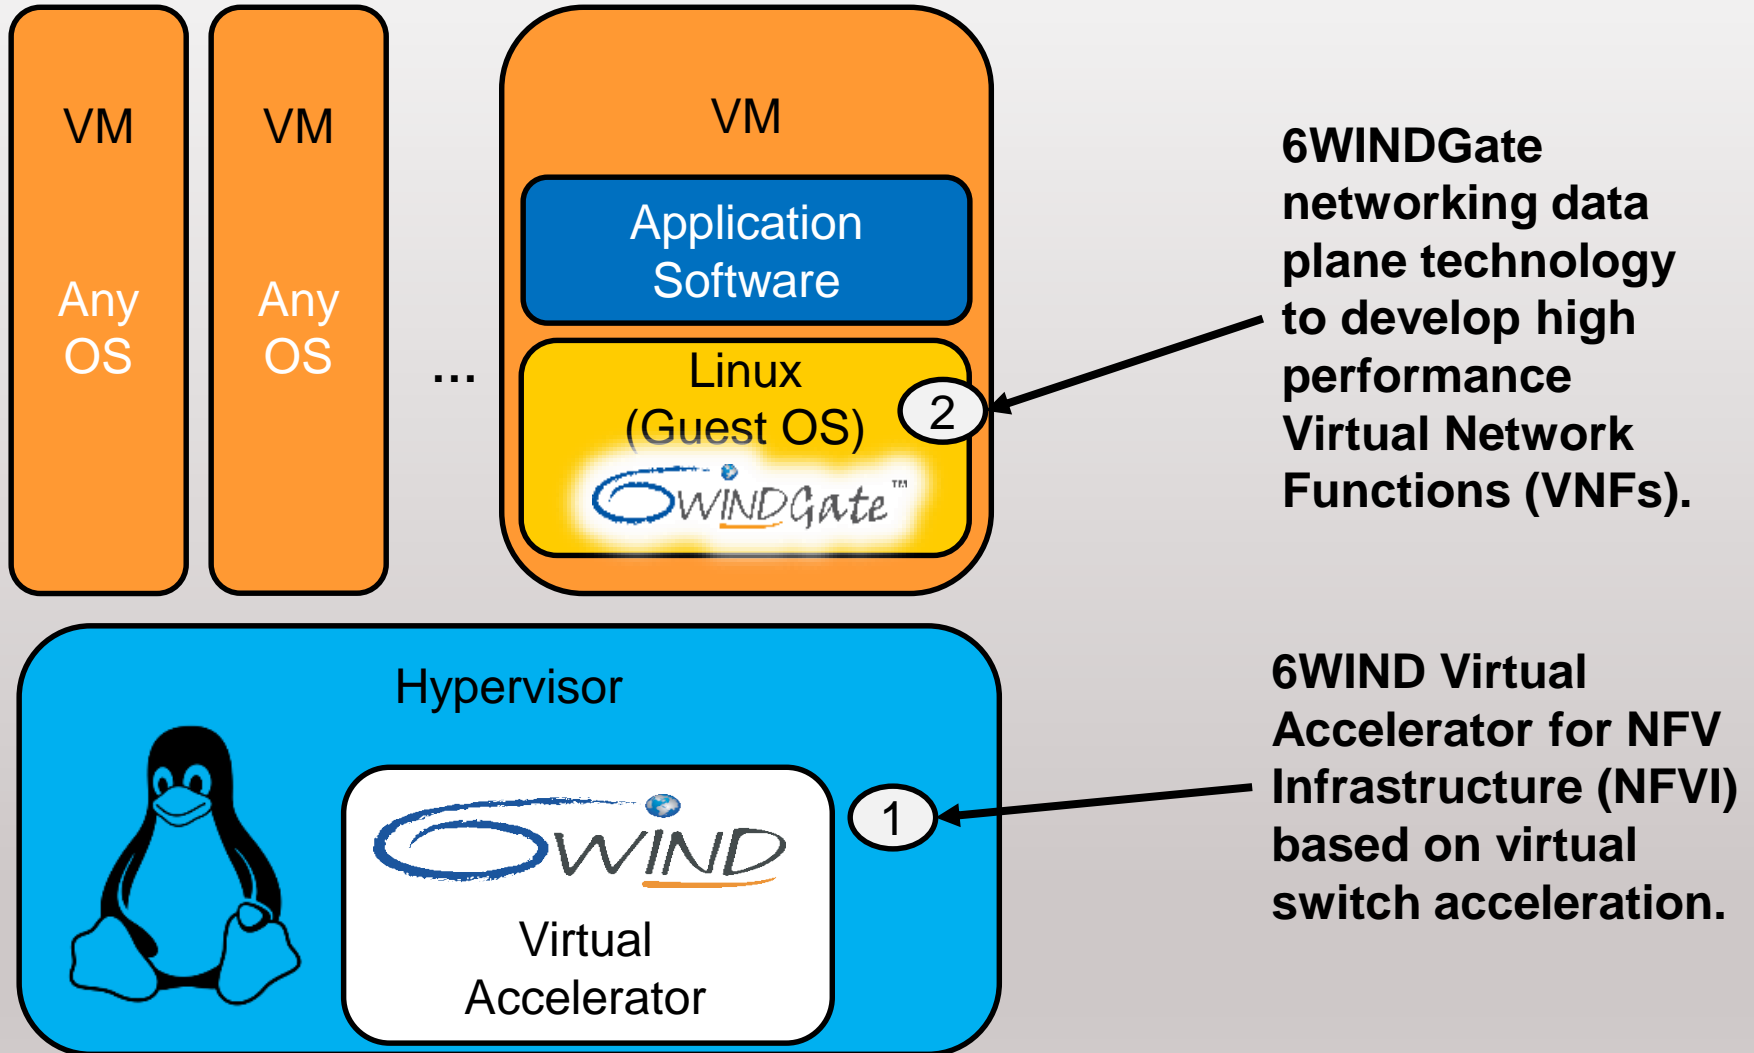 VM
Any
OS
VM
Any
OS
...
VM
Application
Software
Linux
(Guest OS)
2
6WINDGate™
6WINDGate
networking data
plane technology
to develop high
performance
Virtual Network
Functions (VNFs).
Hypervisor
6WIND
Virtual
Accelerator
1
6WIND Virtual
Accelerator for NFV
Infrastructure (NFVI)
based on virtual
switch acceleration.